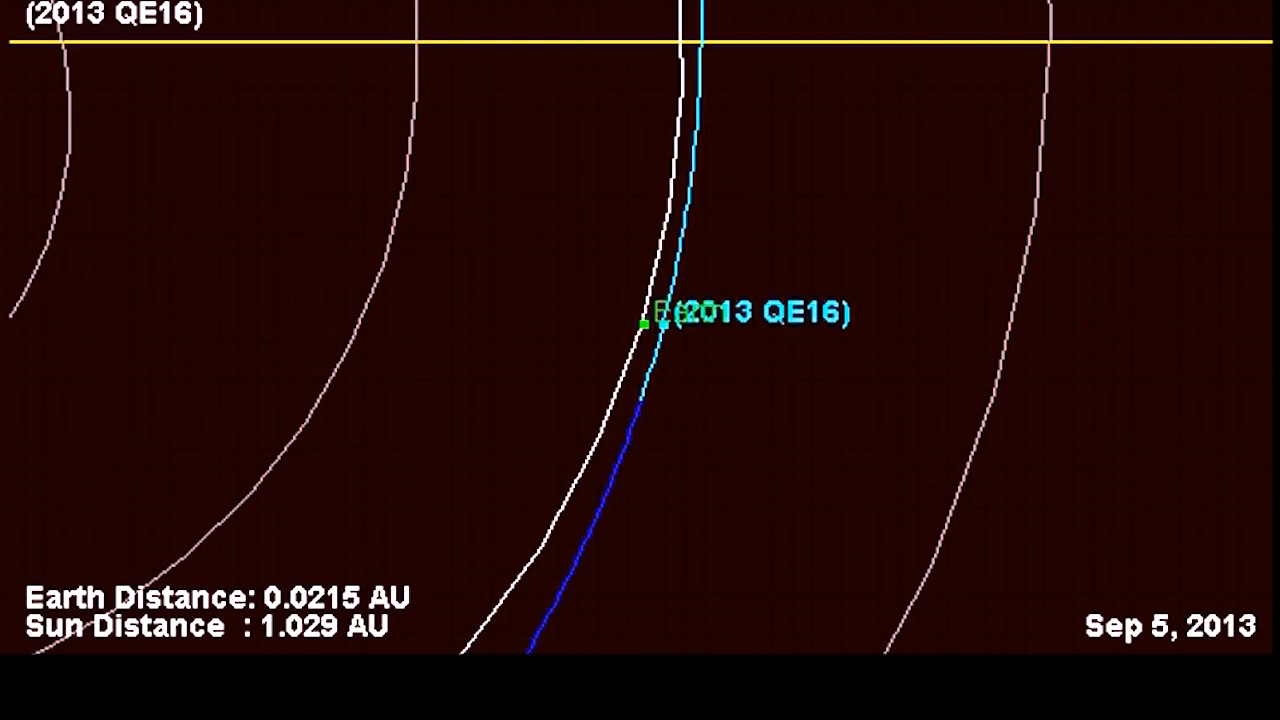 (2013 QE16)
(2013 QE16)
Earth Distance: 0.0215 AU
Sun Distance : 1.029 AU
Sep 5, 2013